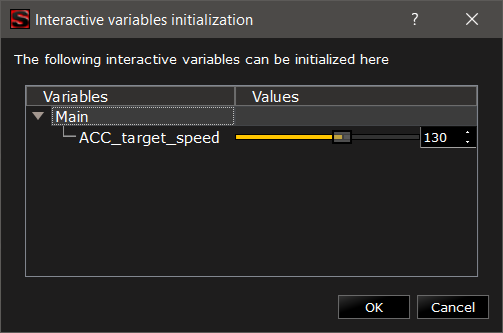 Interactive variables initialization ?
The following interactive variables can be initialized here
Variables Values
Main
ACC_target_speed 130
OK Cancel